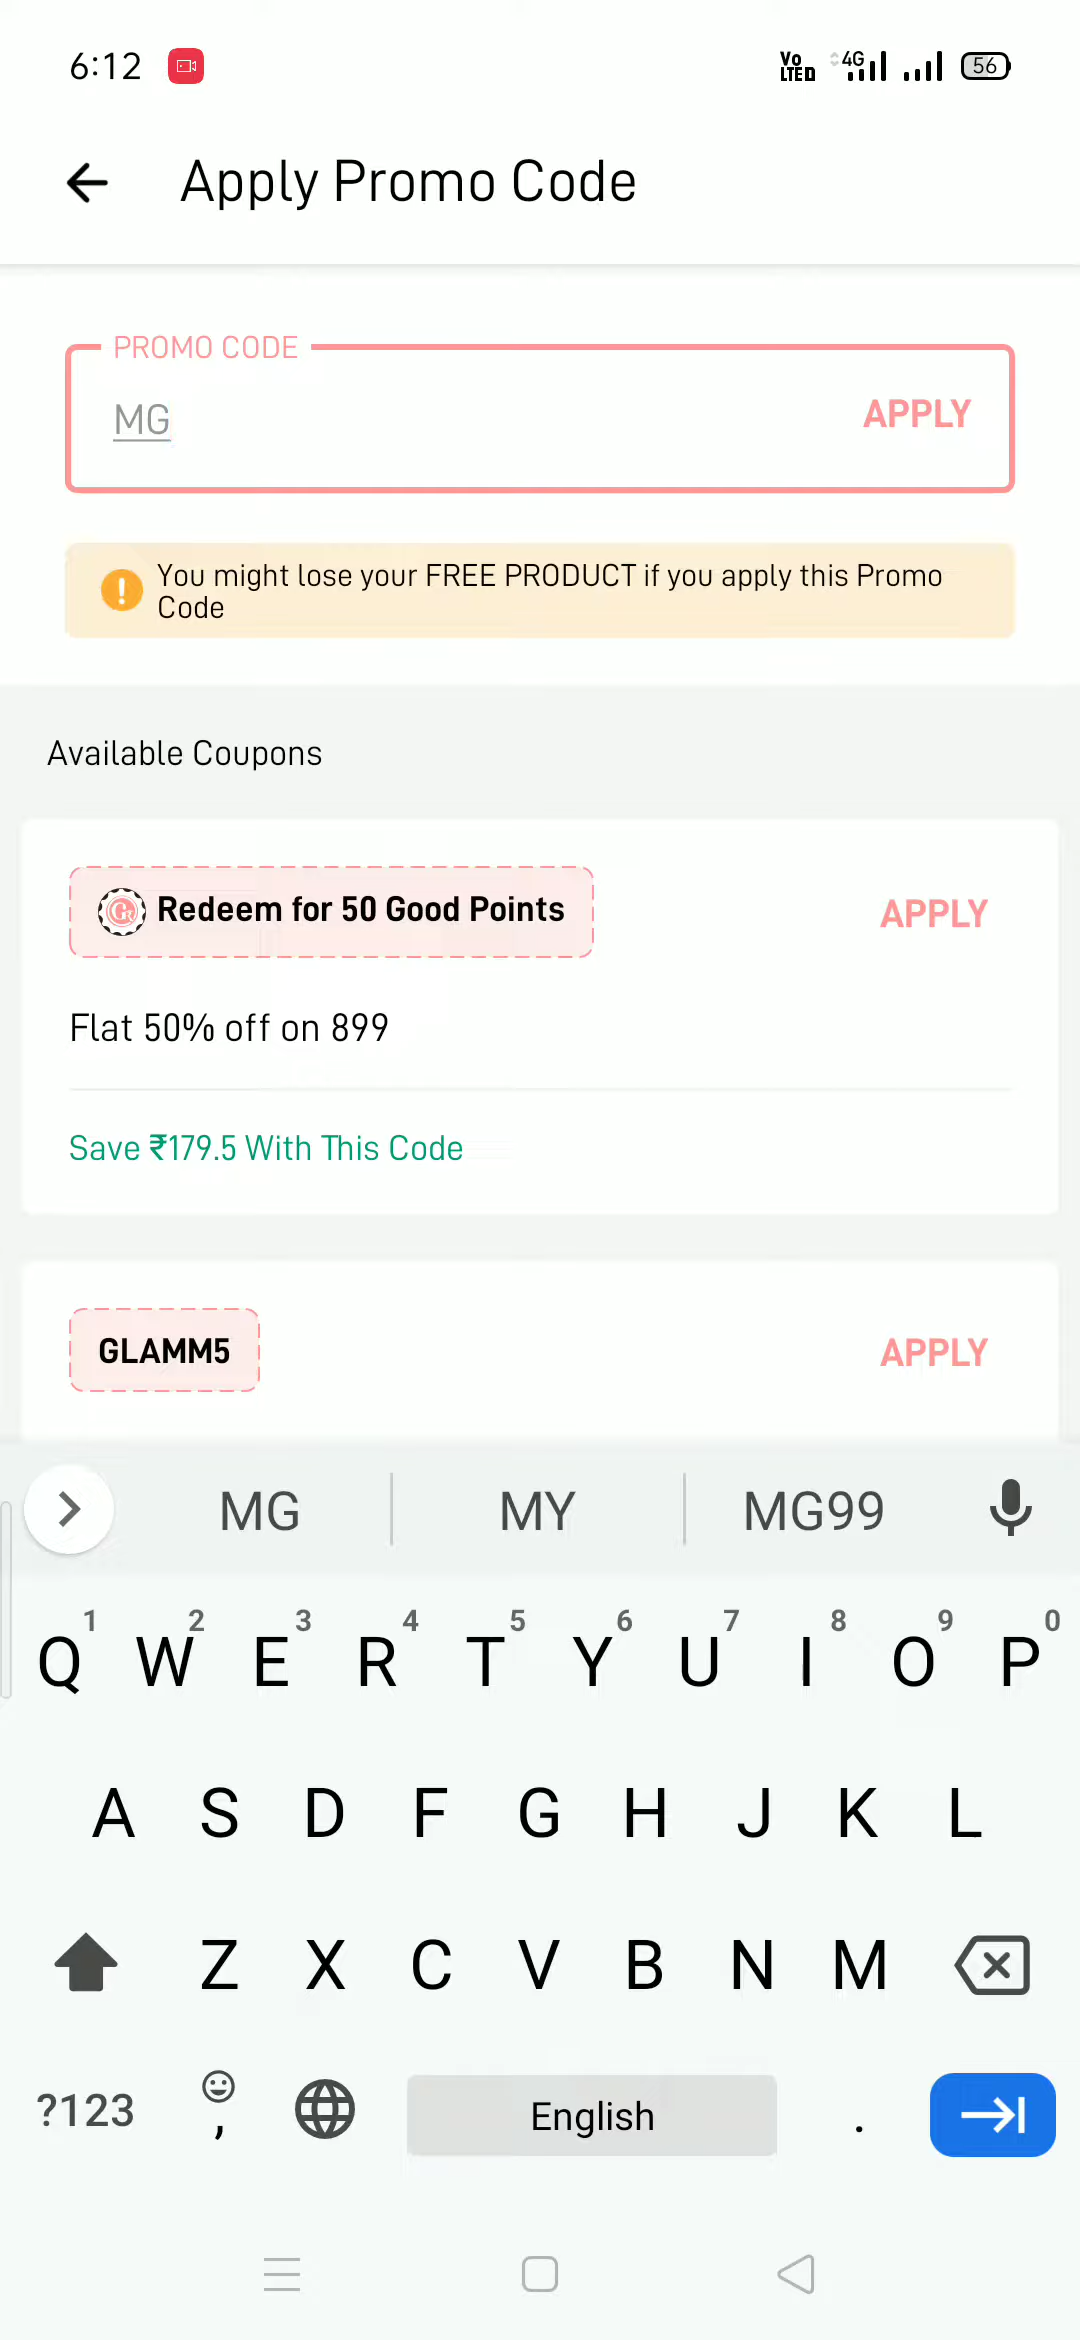 6:12
Vo LTE D 4G 56
Apply Promo Code
PROMO CODE
MG APPLY
You might lose your FREE PRODUCT if you apply this Promo
Code
Available Coupons
Redeem for 50 Good Points APPLY
Flat 50% off on 899
Save ₹179.5 With This Code
GLAMM5 APPLY
MG MY MG99
1 2 3 4 5 6 7 8 9 0
Q W E R T Y U I O P
A S D F G H J K L
Z X C V B N M
?123 , English .